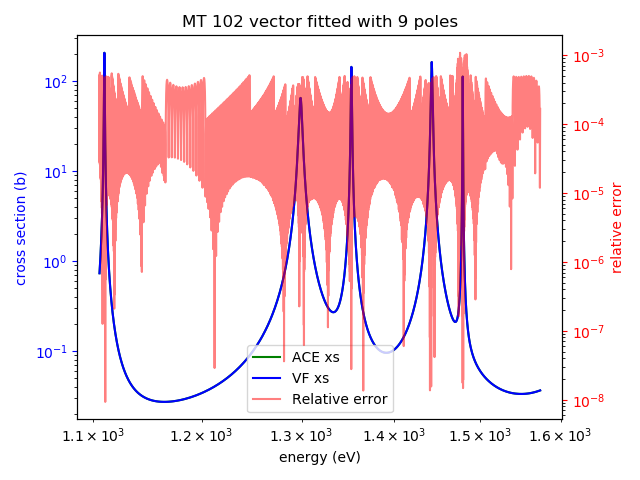 MT 102 vector fitted with 9 poles
cross section (b)
10²
10¹
10⁰
10⁻¹
10⁻³
10⁻⁴
10⁻⁵
10⁻⁶
10⁻⁷
10⁻⁸
relative error
ACE xs
VF xs
Relative error
1.1 × 10³ 1.2 × 10³ 1.3 × 10³ 1.4 × 10³ 1.5 × 10³ 1.6 × 10³
energy (eV)